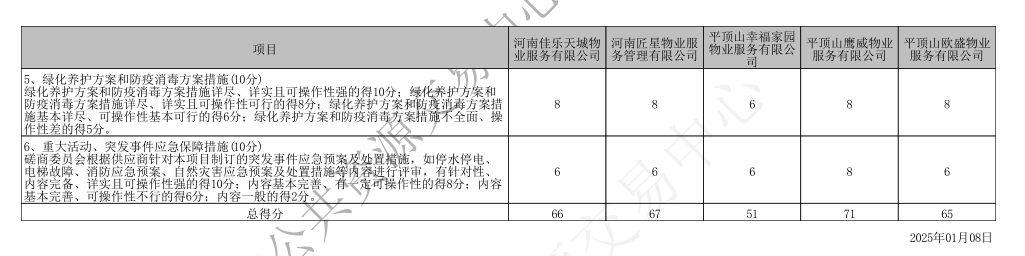 项目
河南佳乐天城物
业服务有限公司
河南匠星物业服
务管理有限公司
平顶山幸福家园
物业服务有限公
司
平顶山鹰威物业
服务有限公司
平顶山欧盛物业
服务有限公司
5、绿化养护方案和防疫消毒方案措施(10分)
绿化养护方案和防疫消毒方案措施详尽、详实且可操作性强的得10分；绿化养护方案和
防疫消毒方案措施详尽、详实且可操作性可行的得8分；绿化养护方案和防疫消毒方案措
施基本详尽、可操作性基本可行的得6分；绿化养护方案和防疫消毒方案措施不全面、操
作性差的得5分。
8 8 6 8 8
6、重大活动、突发事件应急保障措施(10分)
磋商委员会根据供应商针对本项目制订的突发事件应急预案及处置措施，如停水停电、
电梯故障、消防应急预案、自然灾害应急预案及处置措施等内容进行评审，有针对性、
内容完备、详实且可操作性强的得10分；内容基本完善、有一定可操作性的得8分；内容
基本完善、可操作性不行的得6分；内容一般的得2分。
6 6 6 8 6
总得分 66 67 51 71 65
2025年01月08日
公共资源交易中心
交易中心